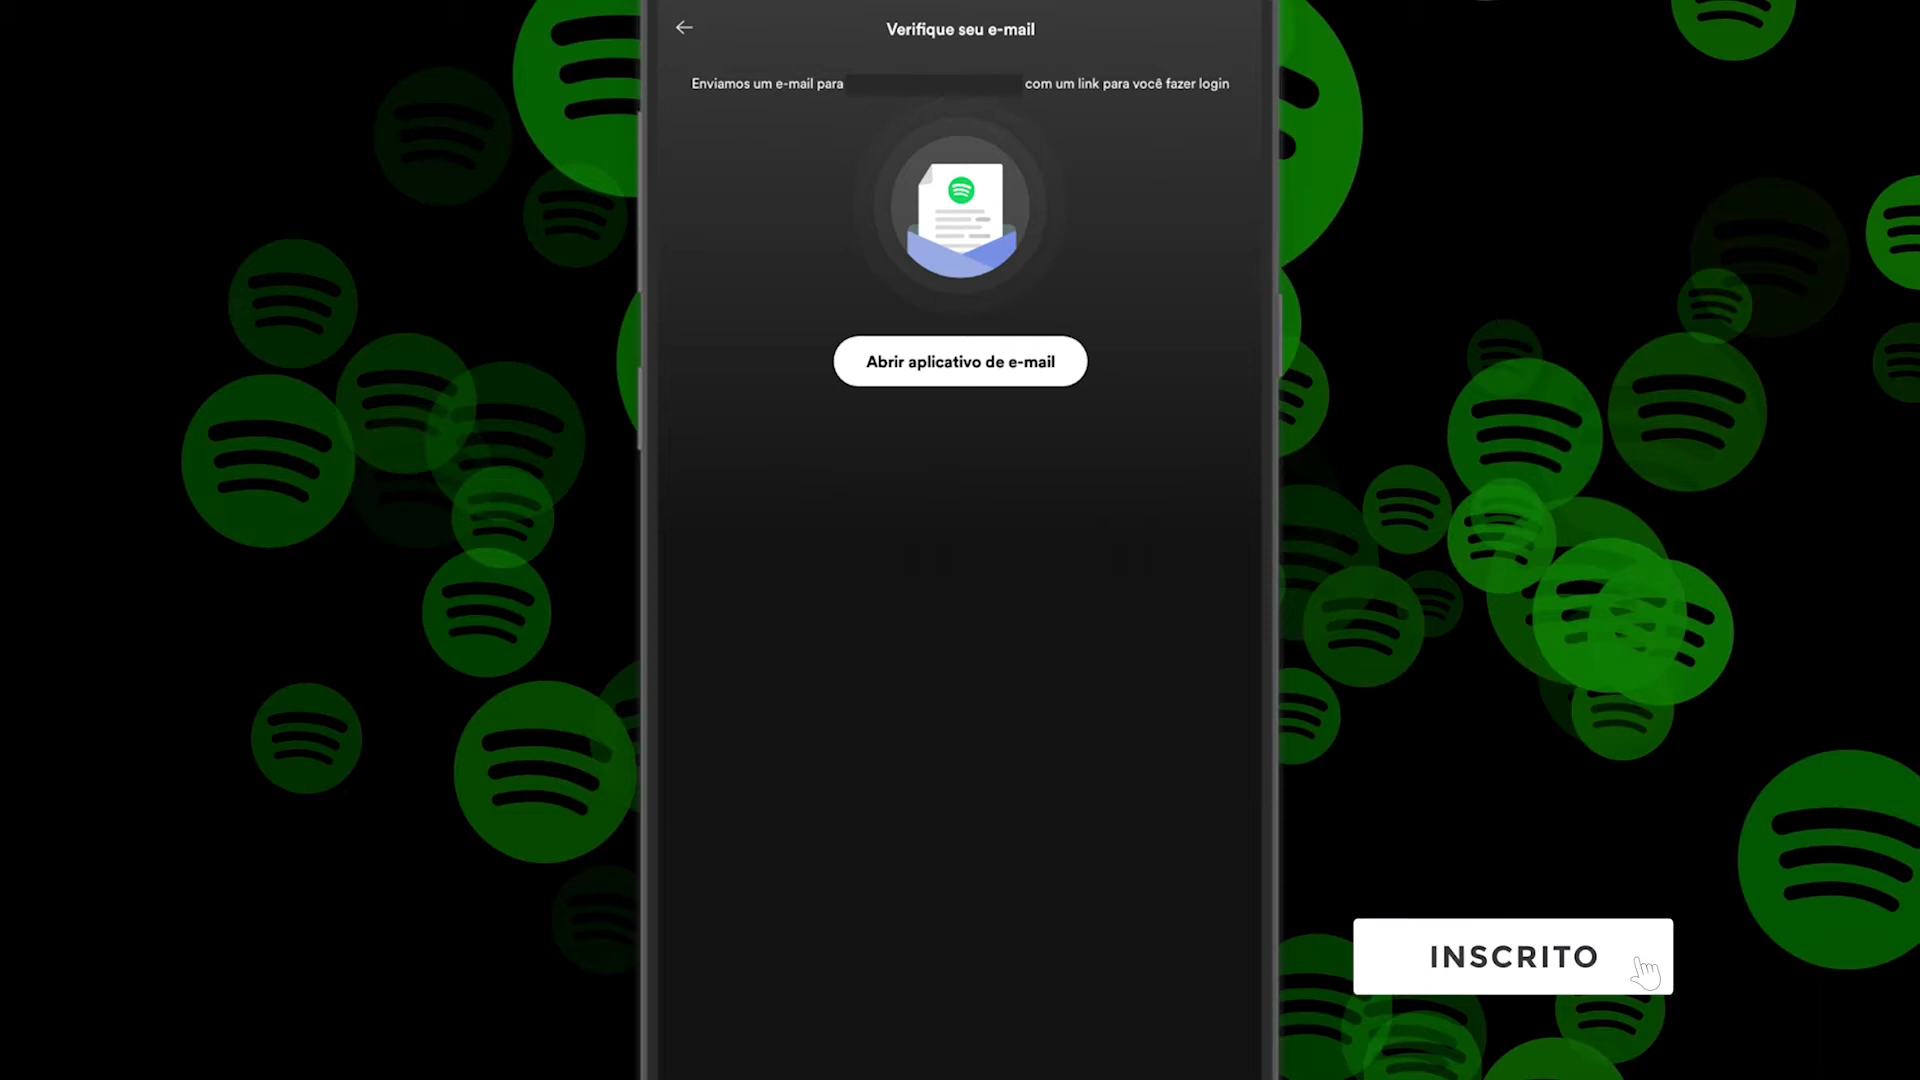 Verifique seu e-mail
Enviamos um e-mail para com um link para você fazer login
Abrir aplicativo de e-mail
INSCRITO